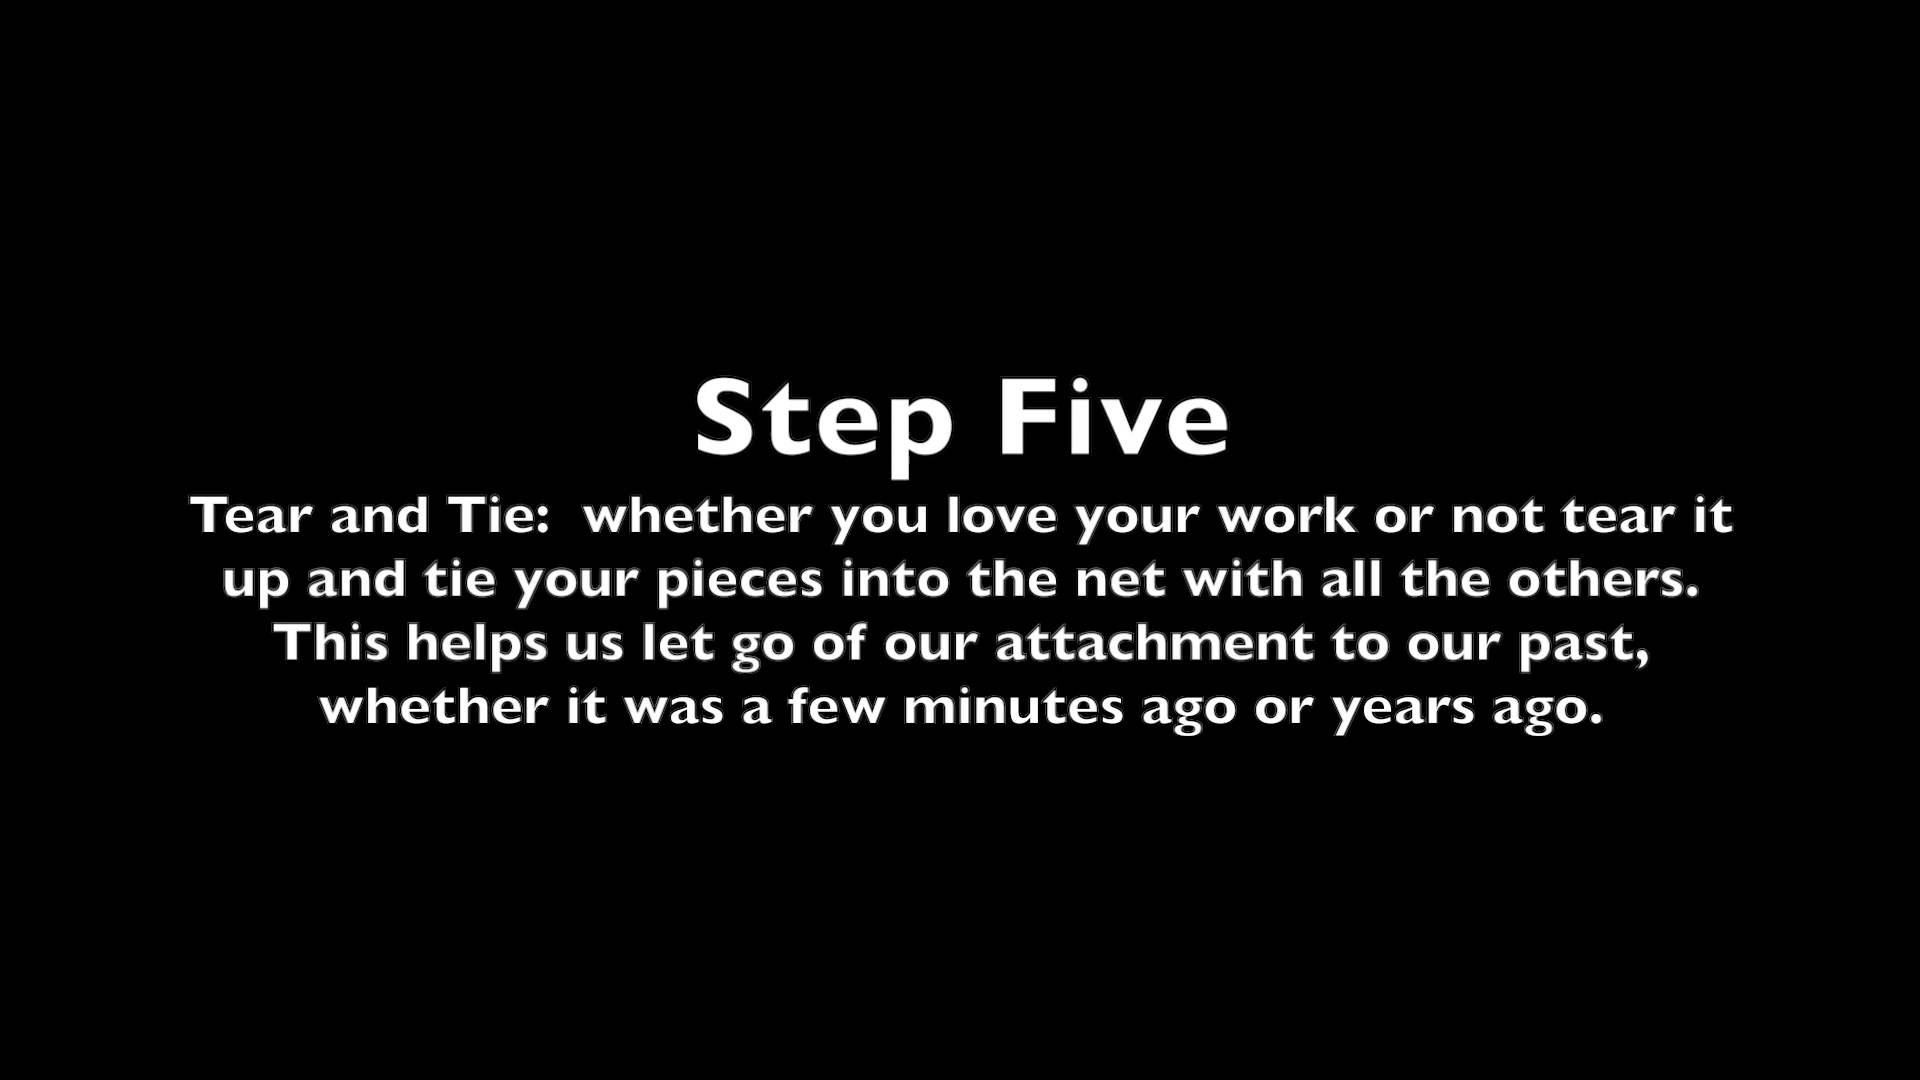 Step Five
Tear and Tie:  whether you love your work or not tear it
up and tie your pieces into the net with all the others.
This helps us let go of our attachment to our past,
whether it was a few minutes ago or years ago.